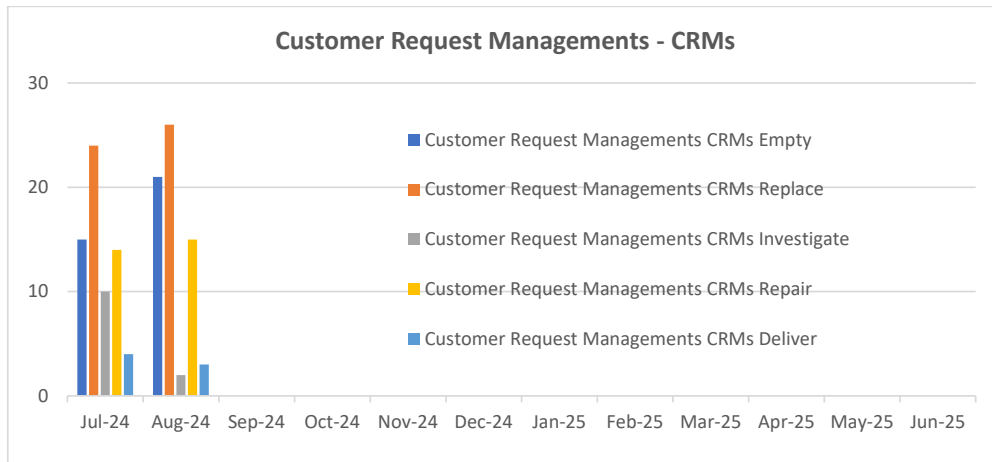 Customer Request Managements - CRMs
30
20
10
0
Customer Request Managements CRMs Empty
Customer Request Managements CRMs Replace
Customer Request Managements CRMs Investigate
Customer Request Managements CRMs Repair
Customer Request Managements CRMs Deliver
Jul-24 Aug-24 Sep-24 Oct-24 Nov-24 Dec-24 Jan-25 Feb-25 Mar-25 Apr-25 May-25 Jun-25